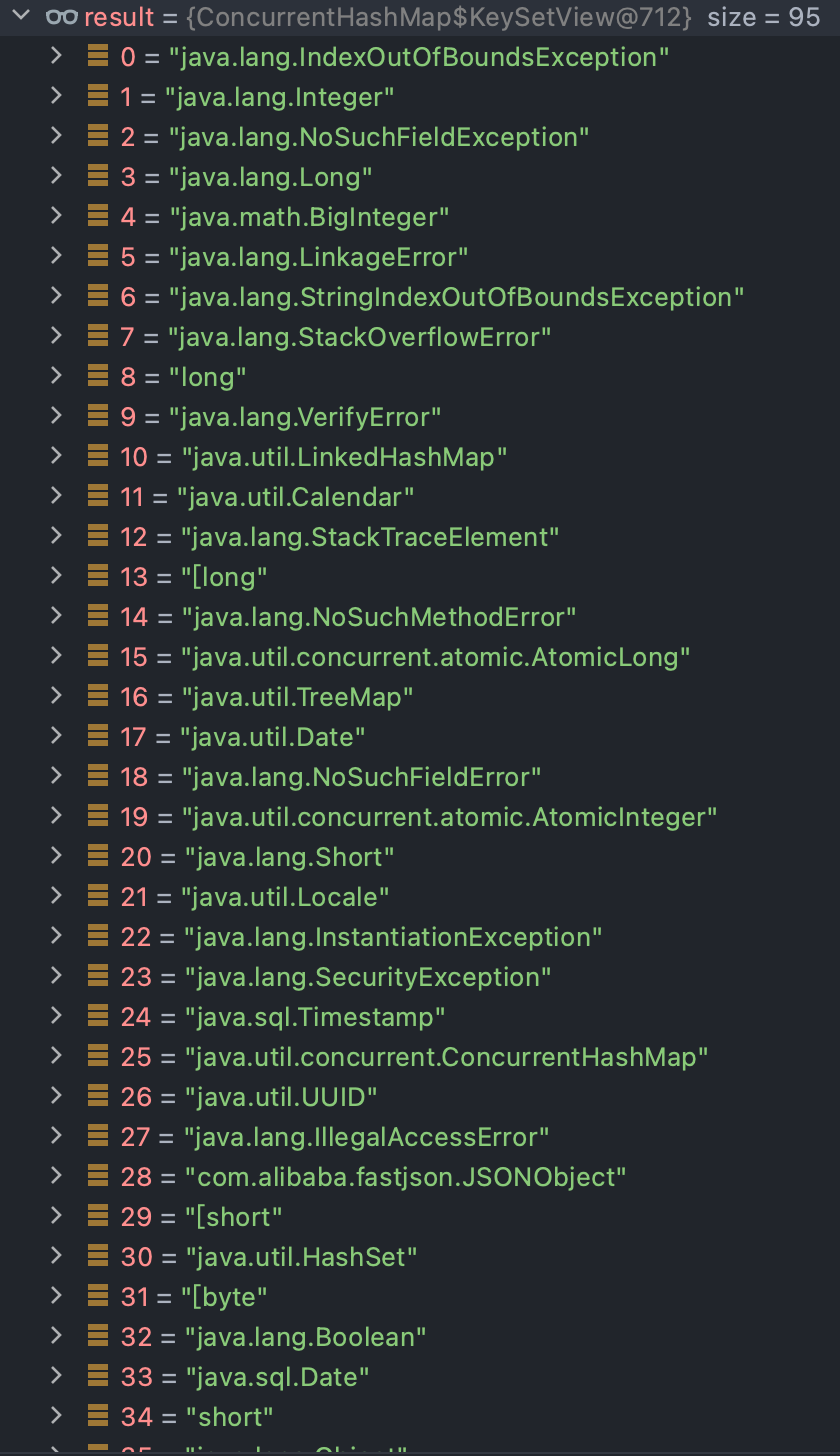 result = {ConcurrentHashMap$KeySetView@712} size = 95
0 = "java.lang.IndexOutOfBoundsException"
1 = "java.lang.Integer"
2 = "java.lang.NoSuchFieldException"
3 = "java.lang.Long"
4 = "java.math.BigInteger"
5 = "java.lang.LinkageError"
6 = "java.lang.StringIndexOutOfBoundsException"
7 = "java.lang.StackOverflowError"
8 = "long"
9 = "java.lang.VerifyError"
10 = "java.util.LinkedHashMap"
11 = "java.util.Calendar"
12 = "java.lang.StackTraceElement"
13 = "[long"
14 = "java.lang.NoSuchMethodError"
15 = "java.util.concurrent.atomic.AtomicLong"
16 = "java.util.TreeMap"
17 = "java.util.Date"
18 = "java.lang.NoSuchFieldError"
19 = "java.util.concurrent.atomic.AtomicInteger"
20 = "java.lang.Short"
21 = "java.util.Locale"
22 = "java.lang.InstantiationException"
23 = "java.lang.SecurityException"
24 = "java.sql.Timestamp"
25 = "java.util.concurrent.ConcurrentHashMap"
26 = "java.util.UUID"
27 = "java.lang.IllegalAccessError"
28 = "com.alibaba.fastjson.JSONObject"
29 = "[short"
30 = "java.util.HashSet"
31 = "[byte"
32 = "java.lang.Boolean"
33 = "java.sql.Date"
34 = "short"